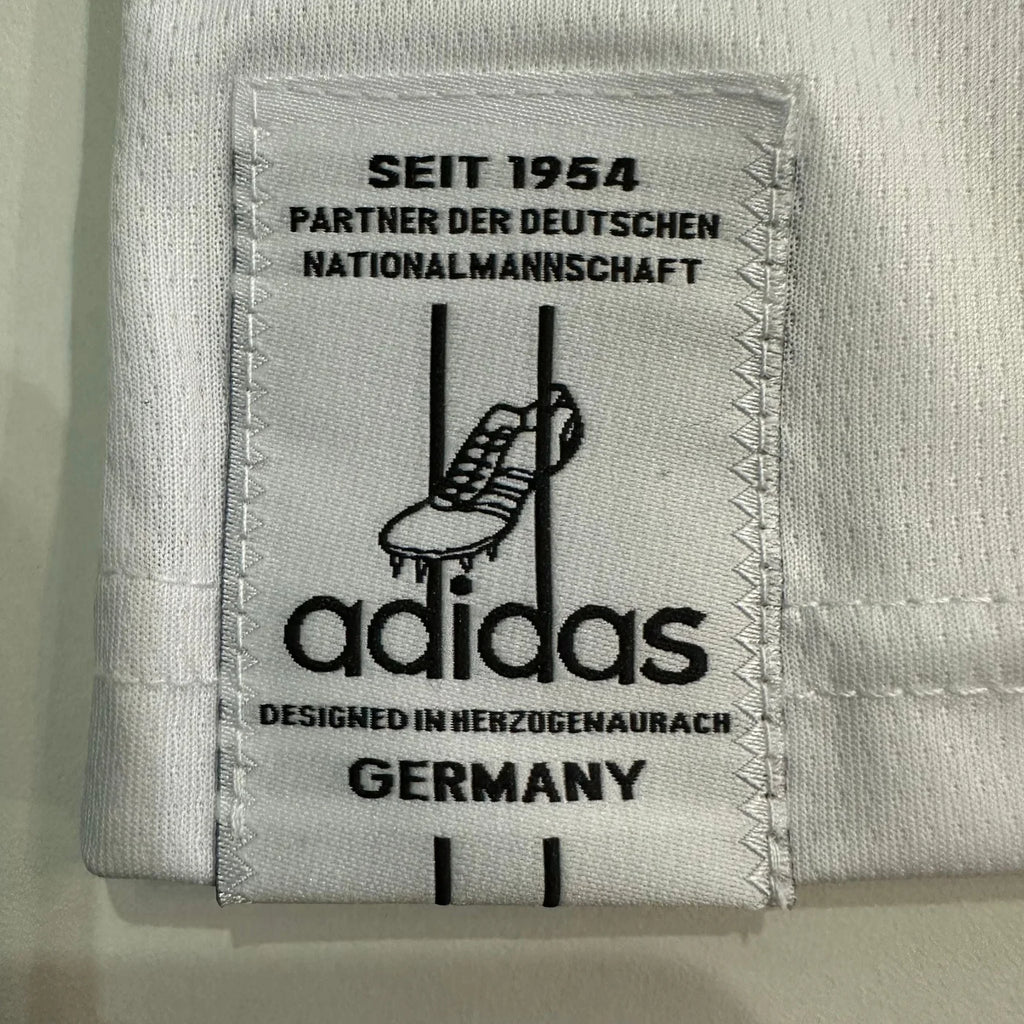 SEIT 1954
PARTNER DER DEUTSCHEN
NATIONALMANNSCHAFT
adidas
DESIGNED IN HERZOGENAURACH
GERMANY